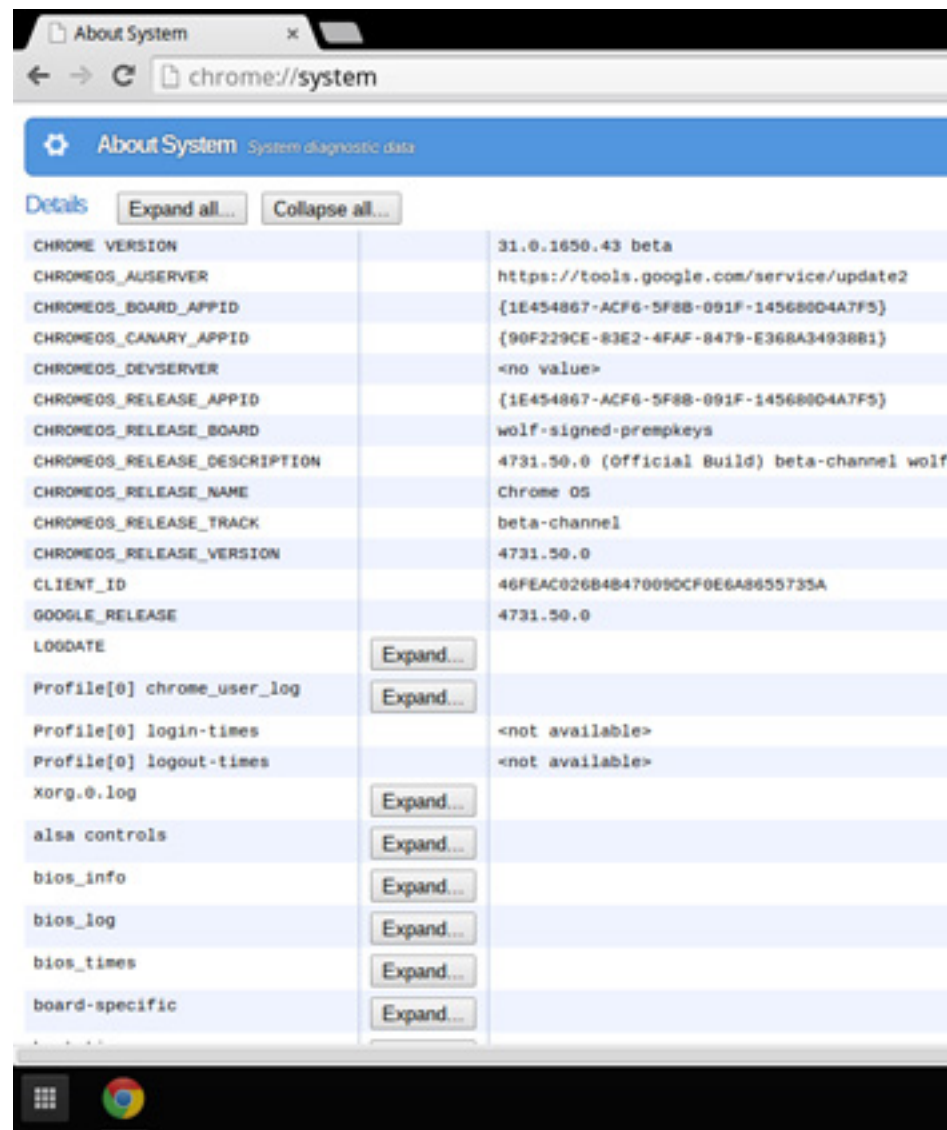 About System
chrome://system
About System System diagnostic data
Details Expand all... Collapse all...
CHROME VERSION 31.0.1650.43 beta
CHROMEOS_AUSERVER https://tools.google.com/service/update2
CHROMEOS_BOARD_APPID {1E454867-ACF6-5F8B-091F-145680D4A7F5}
CHROMEOS_CANARY_APPID {90F229CE-83E2-4FAF-8479-E368A34938B1}
CHROMEOS_DEVSERVER <no value>
CHROMEOS_RELEASE_APPID {1E454867-ACF6-5F8B-091F-145680D4A7F5}
CHROMEOS_RELEASE_BOARD wolf-signed-prempkeys
CHROMEOS_RELEASE_DESCRIPTION 4731.50.0 (Official Build) beta-channel wolf
CHROMEOS_RELEASE_NAME Chrome OS
CHROMEOS_RELEASE_TRACK beta-channel
CHROMEOS_RELEASE_VERSION 4731.50.0
CLIENT_ID 46FEAC026B4B47009DCF0E6A8655735A
GOOGLE_RELEASE 4731.50.0
LOGDATE Expand...
Profile[0] chrome_user_log Expand...
Profile[0] login-times <not available>
Profile[0] logout-times <not available>
Xorg.0.log Expand...
alsa controls Expand...
bios_info Expand...
bios_log Expand...
bios_times Expand...
board-specific Expand...